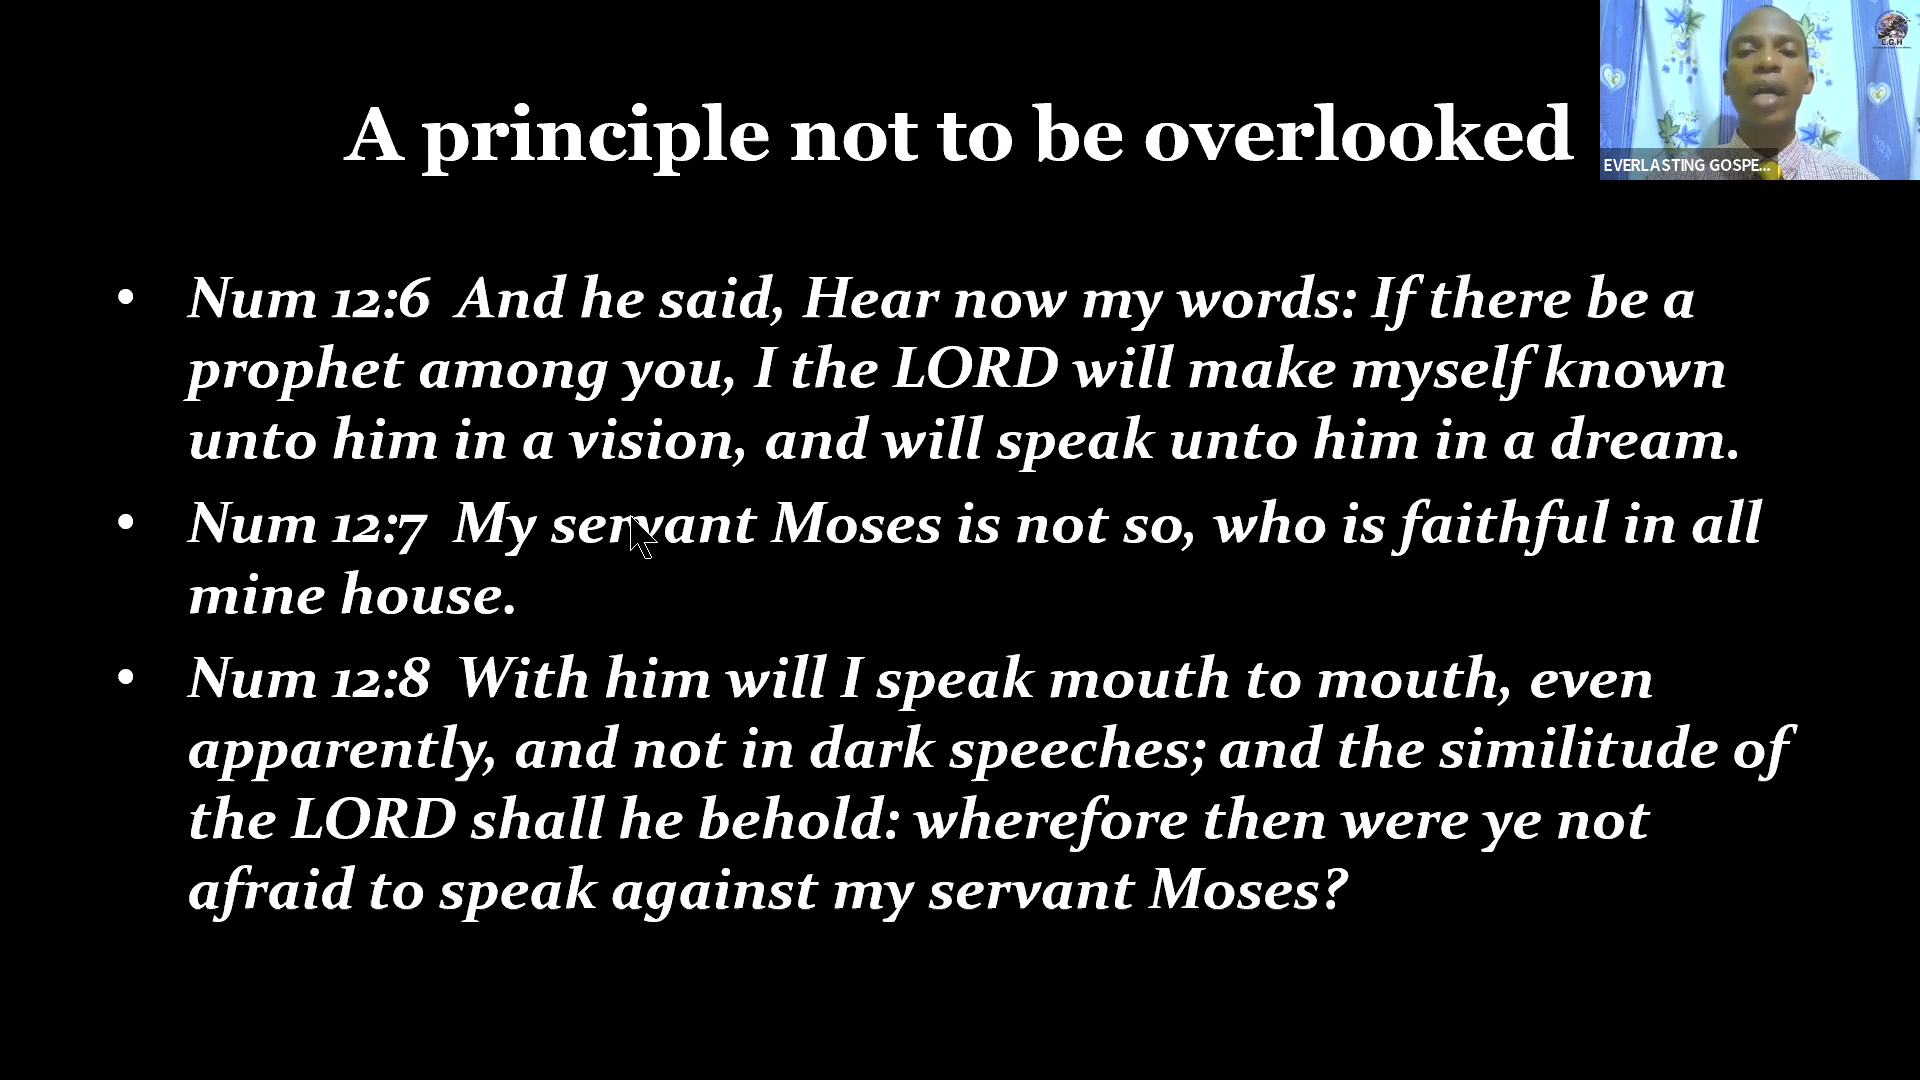 A principle not to be overlooked
EVERLASTING GOSPE...
E.G.H
• Num 12:6 And he said, Hear now my words: If there be a
prophet among you, I the LORD will make myself known
unto him in a vision, and will speak unto him in a dream.
• Num 12:7 My servant Moses is not so, who is faithful in all
mine house.
• Num 12:8 With him will I speak mouth to mouth, even
apparently, and not in dark speeches; and the similitude of
the LORD shall he behold: wherefore then were ye not
afraid to speak against my servant Moses?